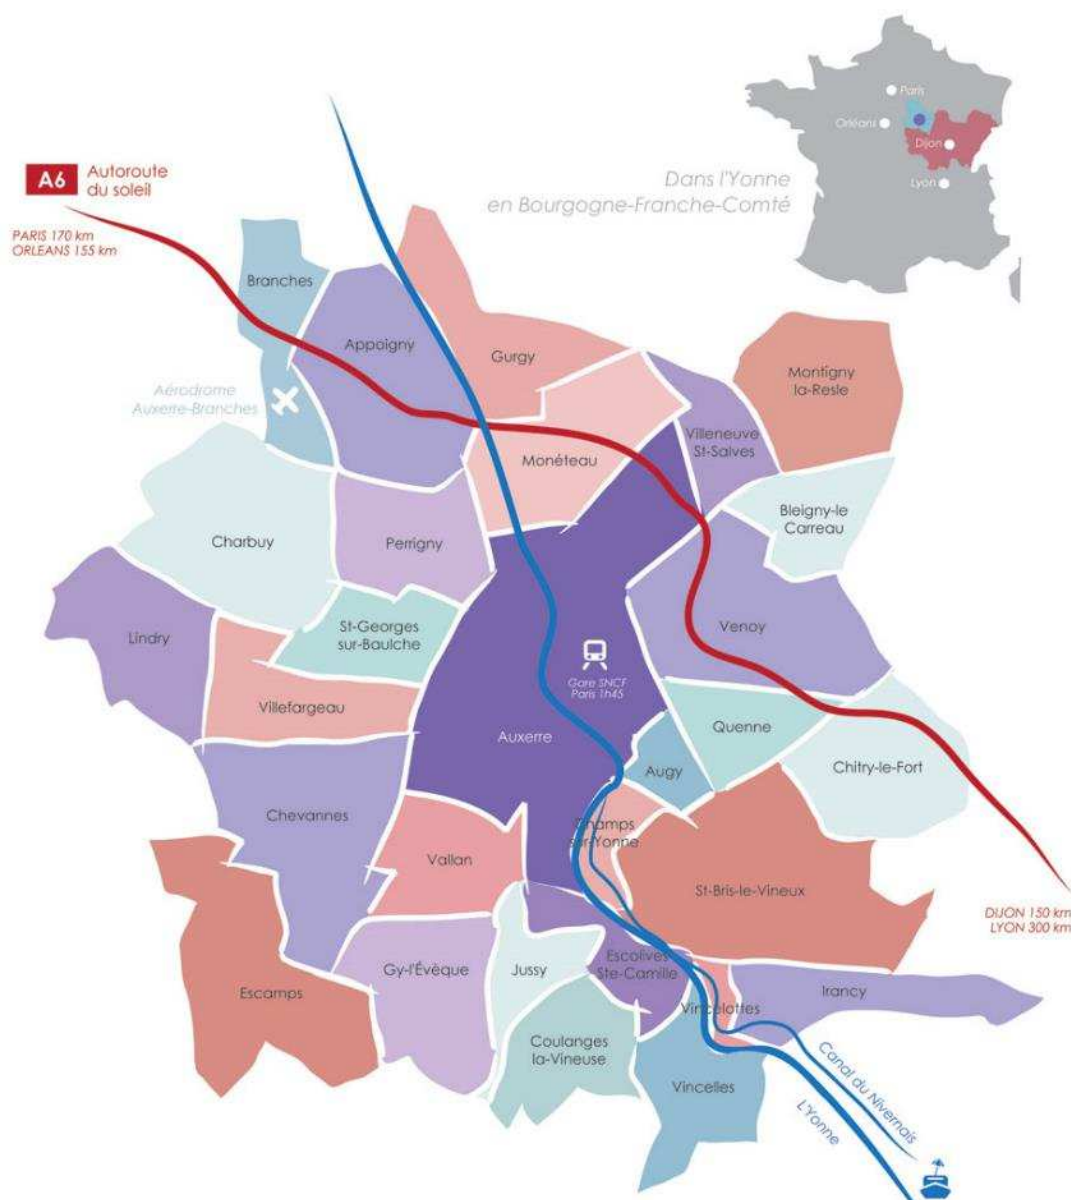 Paris
Orléans
Dijon
Lyon
Dans l'Yonne
en Bourgogne-Franche-Comté
A6
Autoroute
du soleil
PARIS 170 km
ORLEANS 155 km
Branches
Appoigny
Gurgy
Montigny
la-Resle
Aérodrome
Auxerre-Branches
Villeneuve
St-Salves
Monéteau
Bleigny-le
Carreau
Charbuy
Perrigny
Lindry
St-Georges
sur-Baulche
Venoy
Gare SNCF
Paris 1h45
Villefargeau
Auxerre
Quenne
Augy
Chitry-le-Fort
Chevannes
Champs
sur-Yonne
Vallan
St-Bris-le-Vineux
DIJON 150 km
LYON 300 km
Escolives
Ste-Camille
Gy-l'Évèque
Jussy
Escamps
Irancy
Vincelottes
Coulanges
la-Vineuse
Vincelles
Canal du Nivernais
L'Yonne